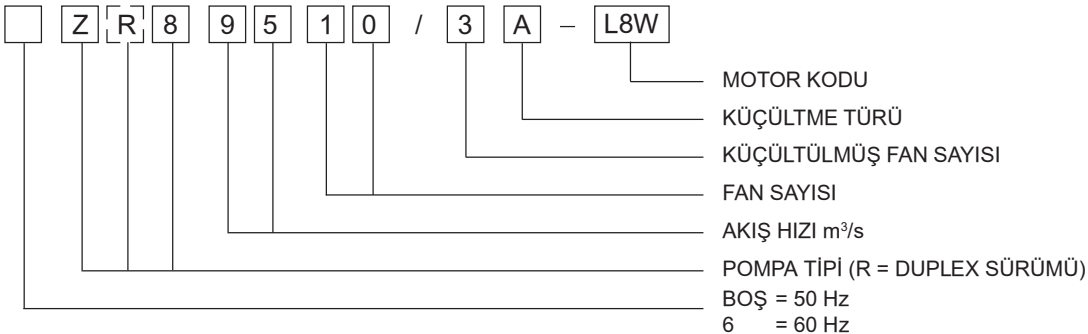 Z R 8 9 5 1 0 / 3 A – L8W
MOTOR KODU
KÜÇÜLTME TÜRÜ
KÜÇÜLTÜLMÜŞ FAN SAYISI
FAN SAYISI
AKIŞ HIZI m³/s
POMPA TİPİ (R = DUPLEX SÜRÜMÜ)
BOŞ = 50 Hz
6 = 60 Hz